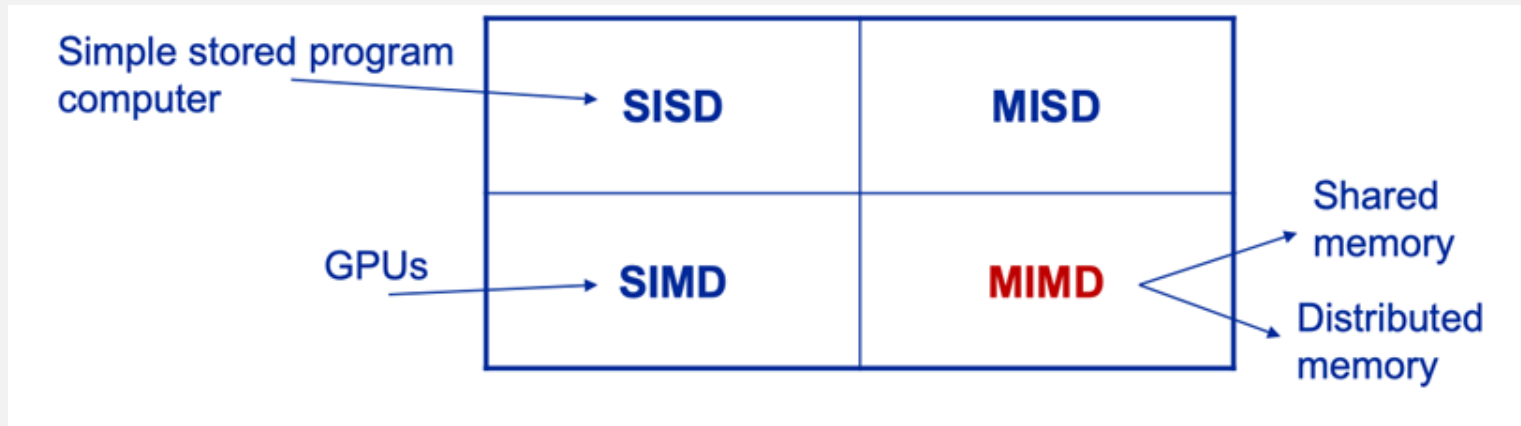 Simple stored program
computer
SISD
MISD
GPUs
SIMD
MIMD
Shared
memory
Distributed
memory